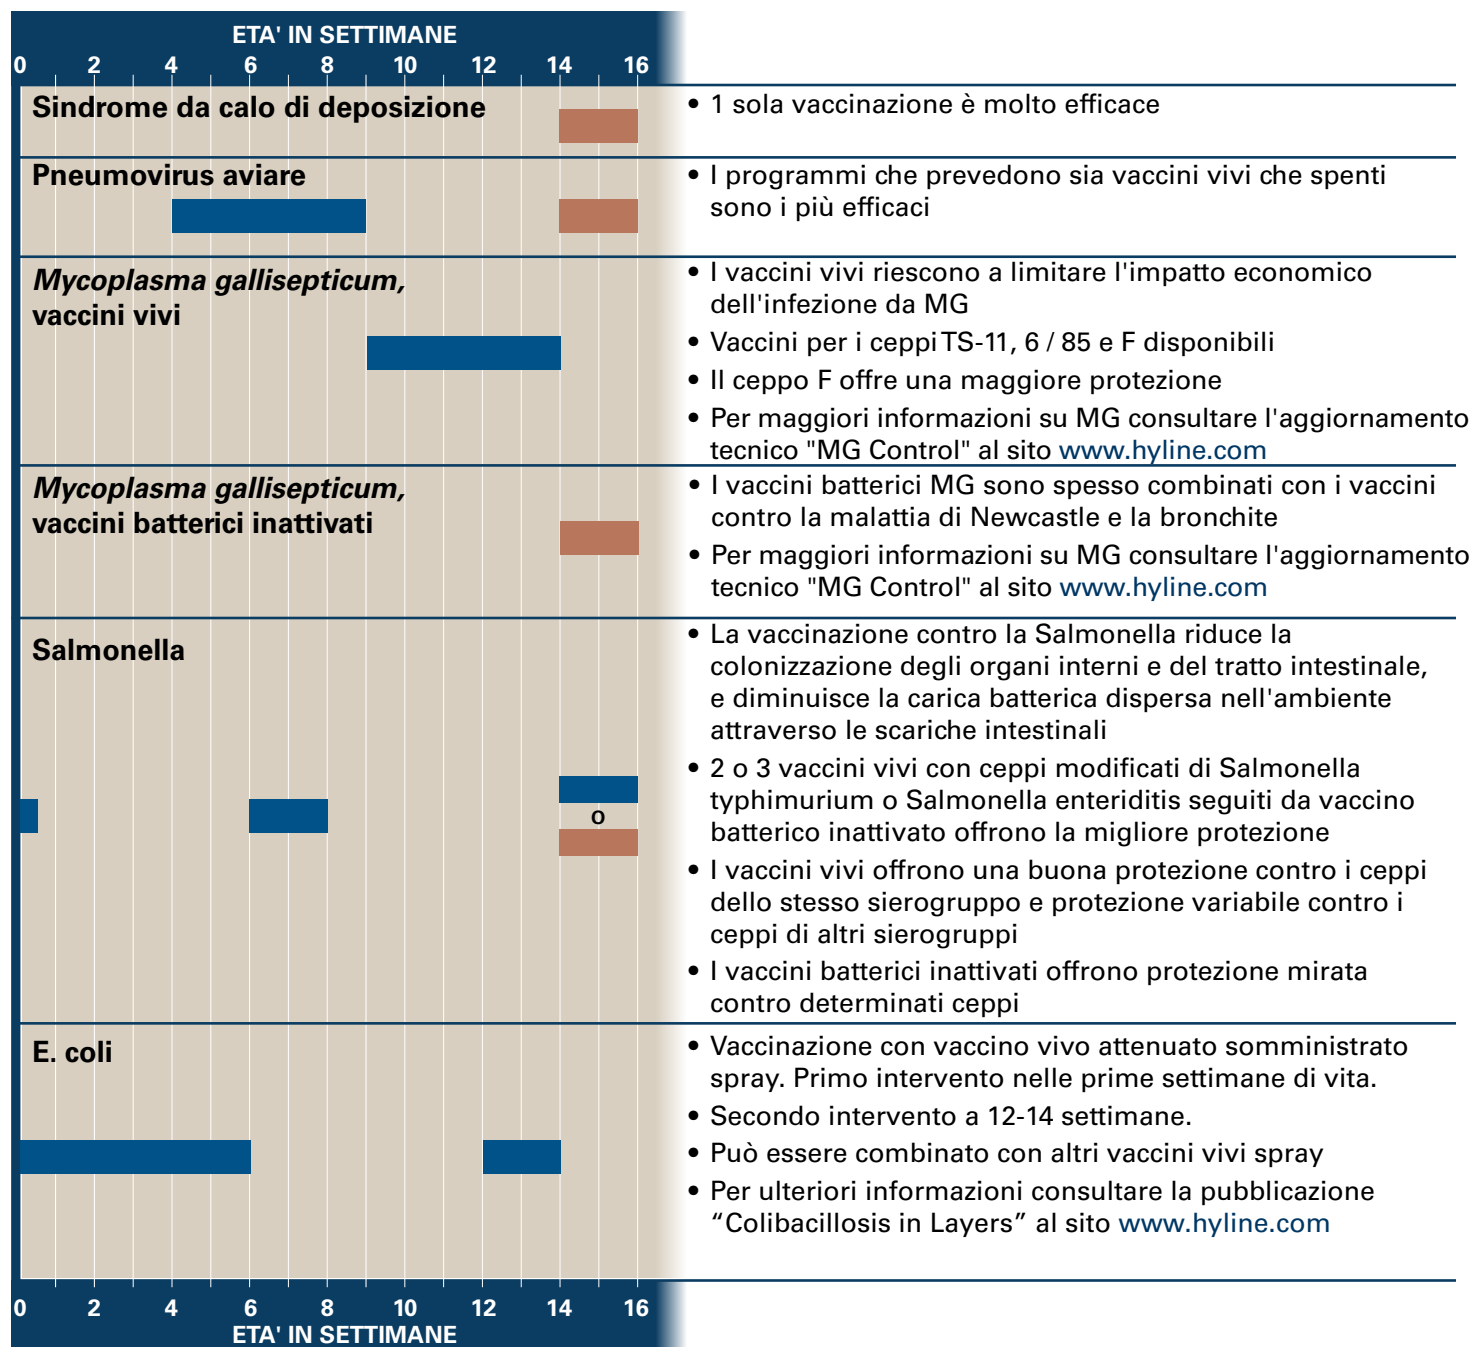 ETA' IN SETTIMANE
0 2 4 6 8 10 12 14 16
Sindrome da calo di deposizione
• 1 sola vaccinazione è molto efficace
Pneumovirus aviare
• I programmi che prevedono sia vaccini vivi che spenti
sono i più efficaci
Mycoplasma gallisepticum,
vaccini vivi
• I vaccini vivi riescono a limitare l'impatto economico
dell'infezione da MG
• Vaccini per i ceppi TS-11, 6 / 85 e F disponibili
• Il ceppo F offre una maggiore protezione
• Per maggiori informazioni su MG consultare l'aggiornamento
tecnico "MG Control" al sito www.hyline.com
Mycoplasma gallisepticum,
vaccini batterici inattivati
• I vaccini batterici MG sono spesso combinati con i vaccini
contro la malattia di Newcastle e la bronchite
• Per maggiori informazioni su MG consultare l'aggiornamento
tecnico "MG Control" al sito www.hyline.com
Salmonella
o
• La vaccinazione contro la Salmonella riduce la
colonizzazione degli organi interni e del tratto intestinale,
e diminuisce la carica batterica dispersa nell'ambiente
attraverso le scariche intestinali
• 2 o 3 vaccini vivi con ceppi modificati di Salmonella
typhimurium o Salmonella enteriditis seguiti da vaccino
batterico inattivato offrono la migliore protezione
• I vaccini vivi offrono una buona protezione contro i ceppi
dello stesso sierogruppo e protezione variabile contro i
ceppi di altri sierogruppi
• I vaccini batterici inattivati offrono protezione mirata
contro determinati ceppi
E. coli
• Vaccinazione con vaccino vivo attenuato somministrato
spray. Primo intervento nelle prime settimane di vita.
• Secondo intervento a 12-14 settimane.
• Può essere combinato con altri vaccini vivi spray
• Per ulteriori informazioni consultare la pubblicazione
“Colibacillosis in Layers” al sito www.hyline.com
0 2 4 6 8 10 12 14 16
ETA' IN SETTIMANE